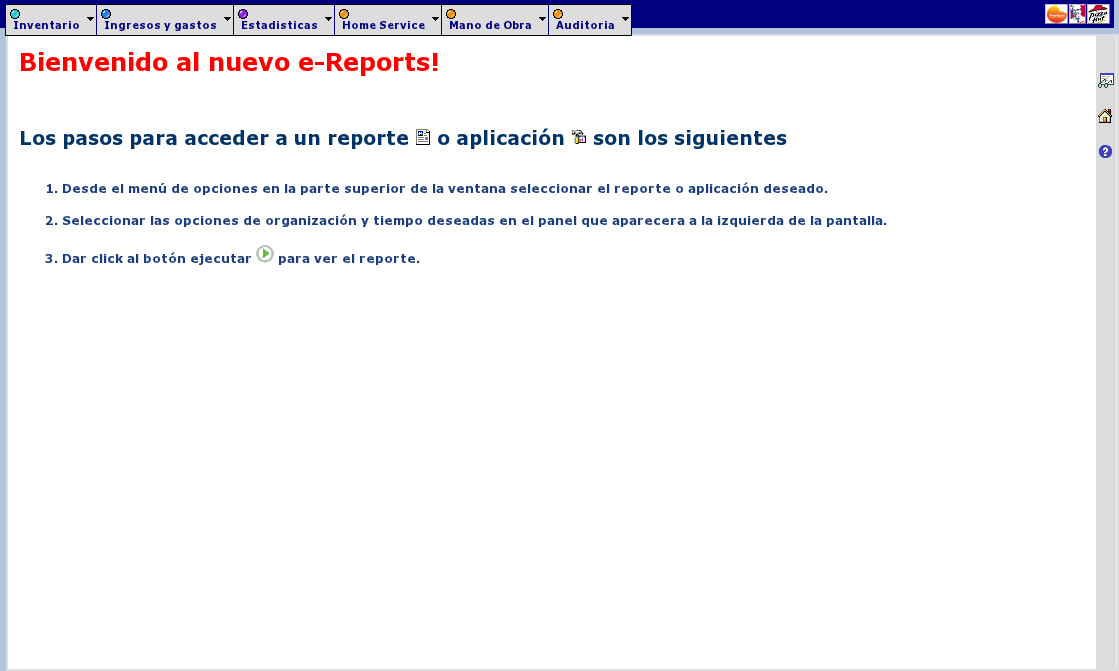 Inventario
Ingresos y gastos
Estadisticas
Home Service
Mano de Obra
Auditoria
Bienvenido al nuevo e-Reports!
Los pasos para acceder a un reporte o aplicación son los siguientes
1. Desde el menú de opciones en la parte superior de la ventana seleccionar el reporte o aplicación deseado.
2. Seleccionar las opciones de organización y tiempo deseadas en el panel que aparecera a la izquierda de la pantalla.
3. Dar click al botón ejecutar para ver el reporte.
Pizza
Hut